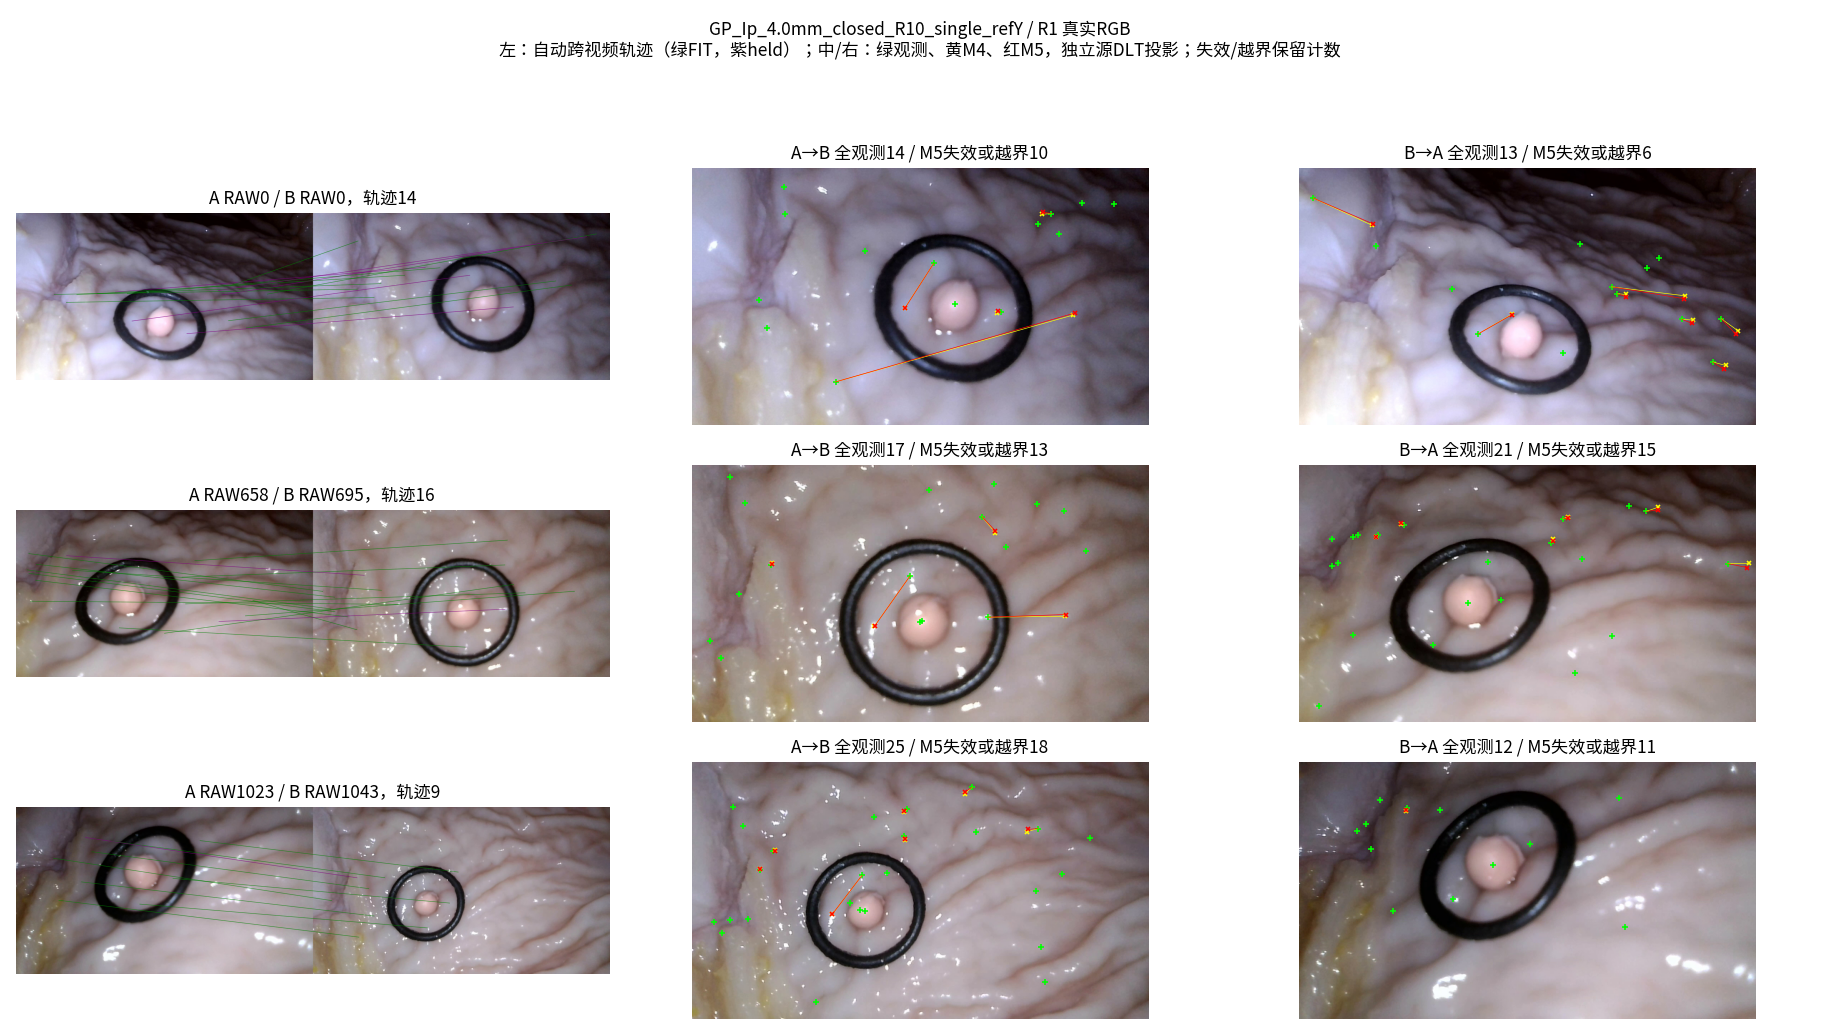 GP_Ip_4.0mm_closed_R10_single_refY / R1 真实RGB
左：自动跨视频轨迹（绿FIT，紫held）；中/右：绿观测、黄M4、红M5，独立源DLT投影；失效/越界保留计数
A RAW0 / B RAW0，轨迹14
A→B 全观测14 / M5失效或越界10
B→A 全观测13 / M5失效或越界6
A RAW658 / B RAW695，轨迹16
A→B 全观测17 / M5失效或越界13
B→A 全观测21 / M5失效或越界15
A RAW1023 / B RAW1043，轨迹9
A→B 全观测25 / M5失效或越界18
B→A 全观测12 / M5失效或越界11